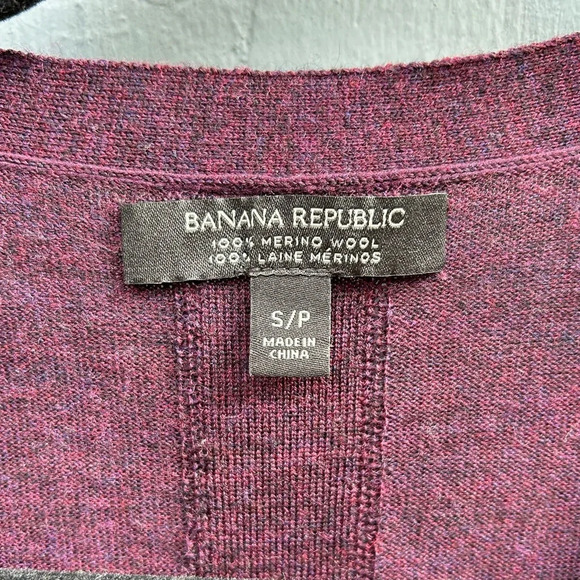 BANANA REPUBLIC
100% MERINO WOOL
100% LAINE MÉRINOS
S/P
MADE IN
CHINA